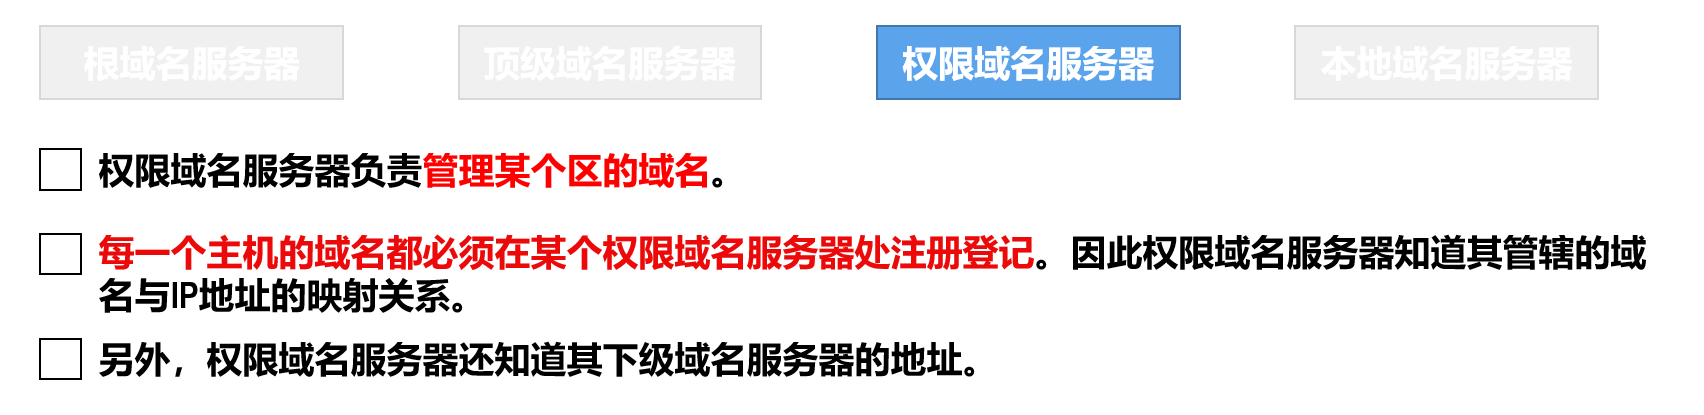 根域名服务器 顶级域名服务器 权限域名服务器 本地域名服务器
权限域名服务器负责管理某个区的域名。
每一个主机的域名都必须在某个权限域名服务器处注册登记。因此权限域名服务器知道其管辖的域
名与IP地址的映射关系。
另外，权限域名服务器还知道其下级域名服务器的地址。